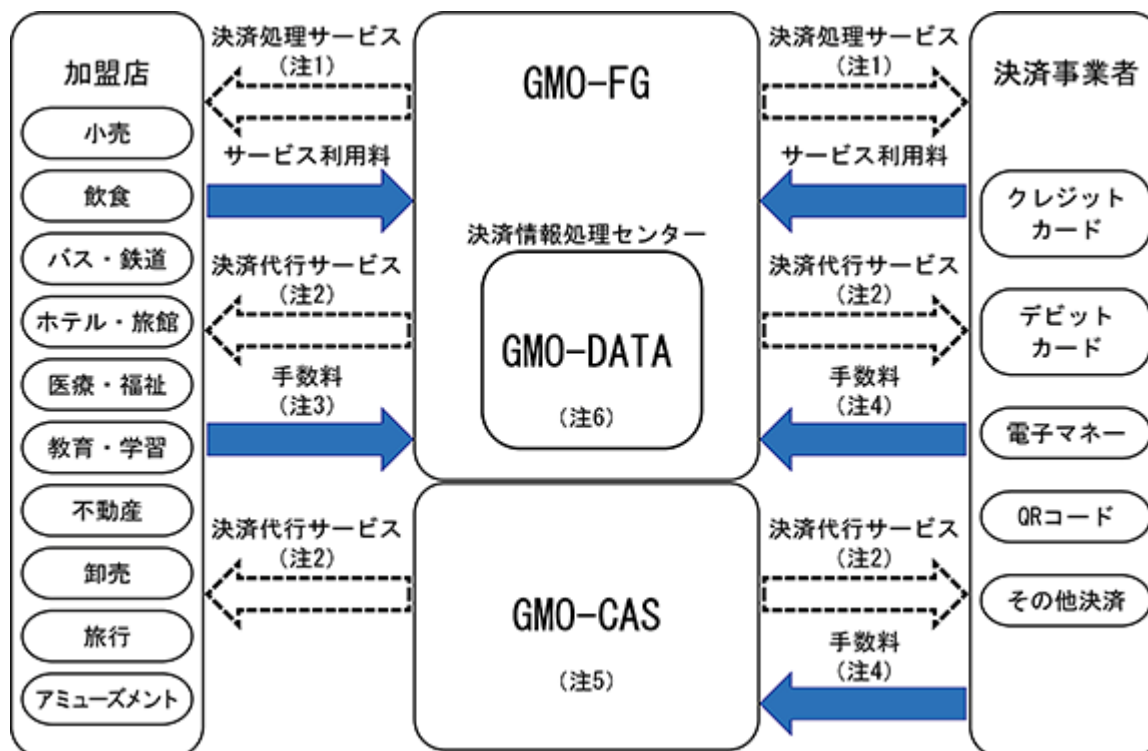 加盟店
小売
飲食
バス・鉄道
ホテル・旅館
医療・福祉
教育・学習
不動産
卸売
旅行
アミューズメント
決済処理サービス
(注1)
サービス利用料
決済代行サービス
(注2)
手数料
(注3)
決済代行サービス
(注2)
GMO-FG
決済情報処理センター
GMO-DATA
(注6)
GMO-CAS
(注5)
決済処理サービス
(注1)
サービス利用料
決済代行サービス
(注2)
手数料
(注4)
決済代行サービス
(注2)
手数料
(注4)
決済事業者
クレジット
カード
デビット
カード
電子マネー
QRコード
その他決済